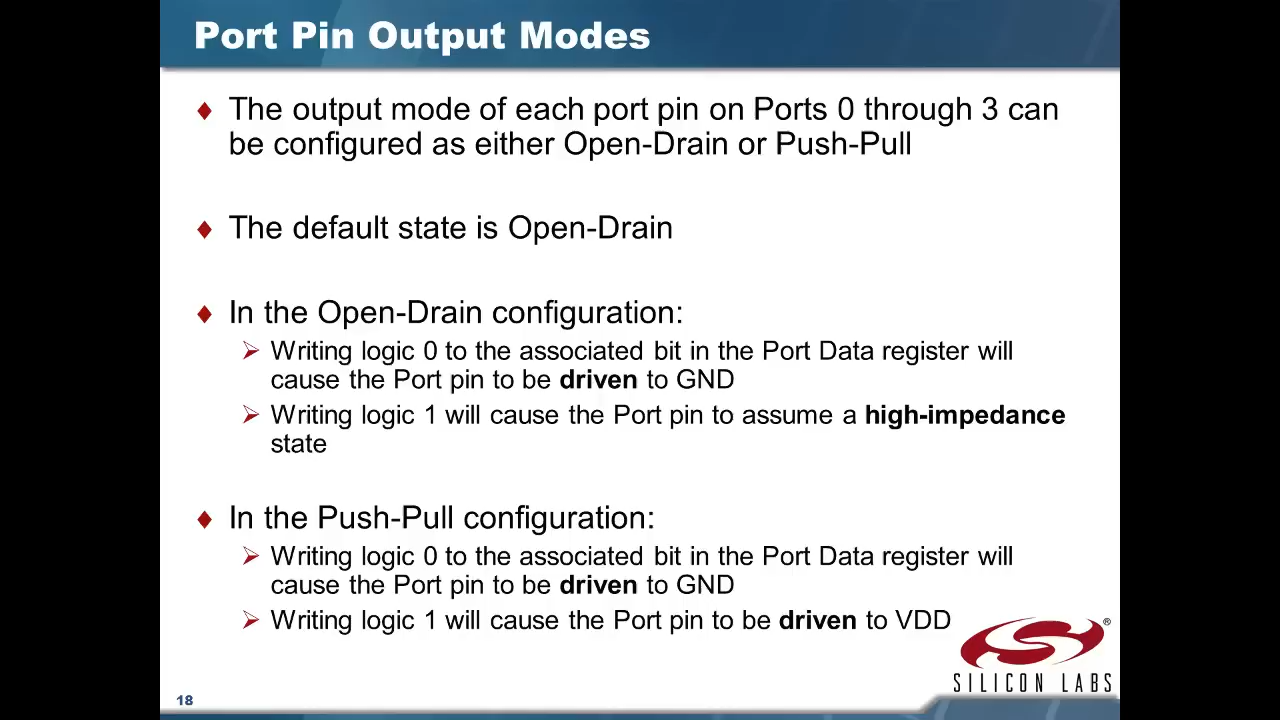 Port Pin Output Modes
The output mode of each port pin on Ports 0 through 3 can
be configured as either Open-Drain or Push-Pull
The default state is Open-Drain
In the Open-Drain configuration:
Writing logic 0 to the associated bit in the Port Data register will
cause the Port pin to be driven to GND
Writing logic 1 will cause the Port pin to assume a high-impedance
state
In the Push-Pull configuration:
Writing logic 0 to the associated bit in the Port Data register will
cause the Port pin to be driven to GND
Writing logic 1 will cause the Port pin to be driven to VDD
®
SILICON LABS
18